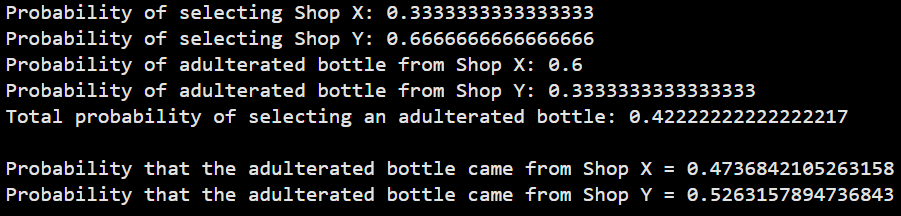 Probability of selecting Shop X: 0.3333333333333333
Probability of selecting Shop Y: 0.6666666666666666
Probability of adulterated bottle from Shop X: 0.6
Probability of adulterated bottle from Shop Y: 0.3333333333333333
Total probability of selecting an adulterated bottle: 0.42222222222222217
Probability that the adulterated bottle came from Shop X = 0.4736842105263158
Probability that the adulterated bottle came from Shop Y = 0.5263157894736843